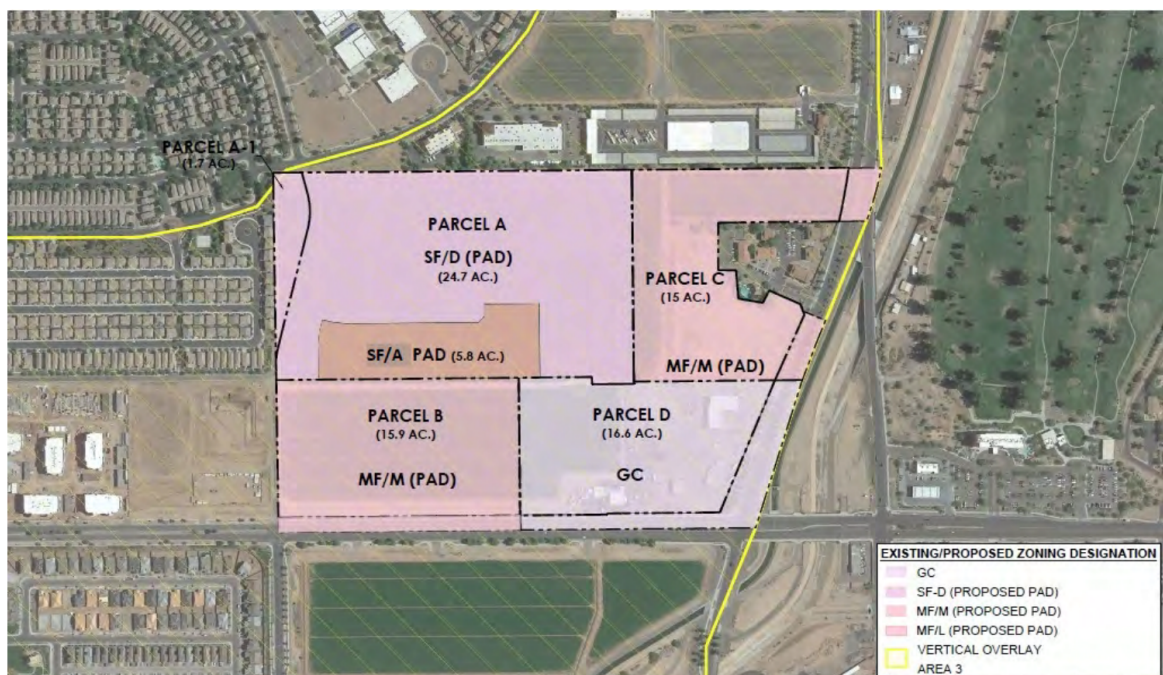 PARCEL A-1
(1.7 AC.)
PARCEL A
SF/D (PAD)
(24.7 AC.)
PARCEL C
(15 AC.)
SF/A PAD (5.8 AC.)
MF/M (PAD)
PARCEL B
(15.9 AC.)
MF/M (PAD)
PARCEL D
(16.6 AC.)
GC
EXISTING/PROPOSED ZONING DESIGNATION
GC
SF-D (PROPOSED PAD)
MF/M (PROPOSED PAD)
MF/L (PROPOSED PAD)
VERTICAL OVERLAY
AREA 3